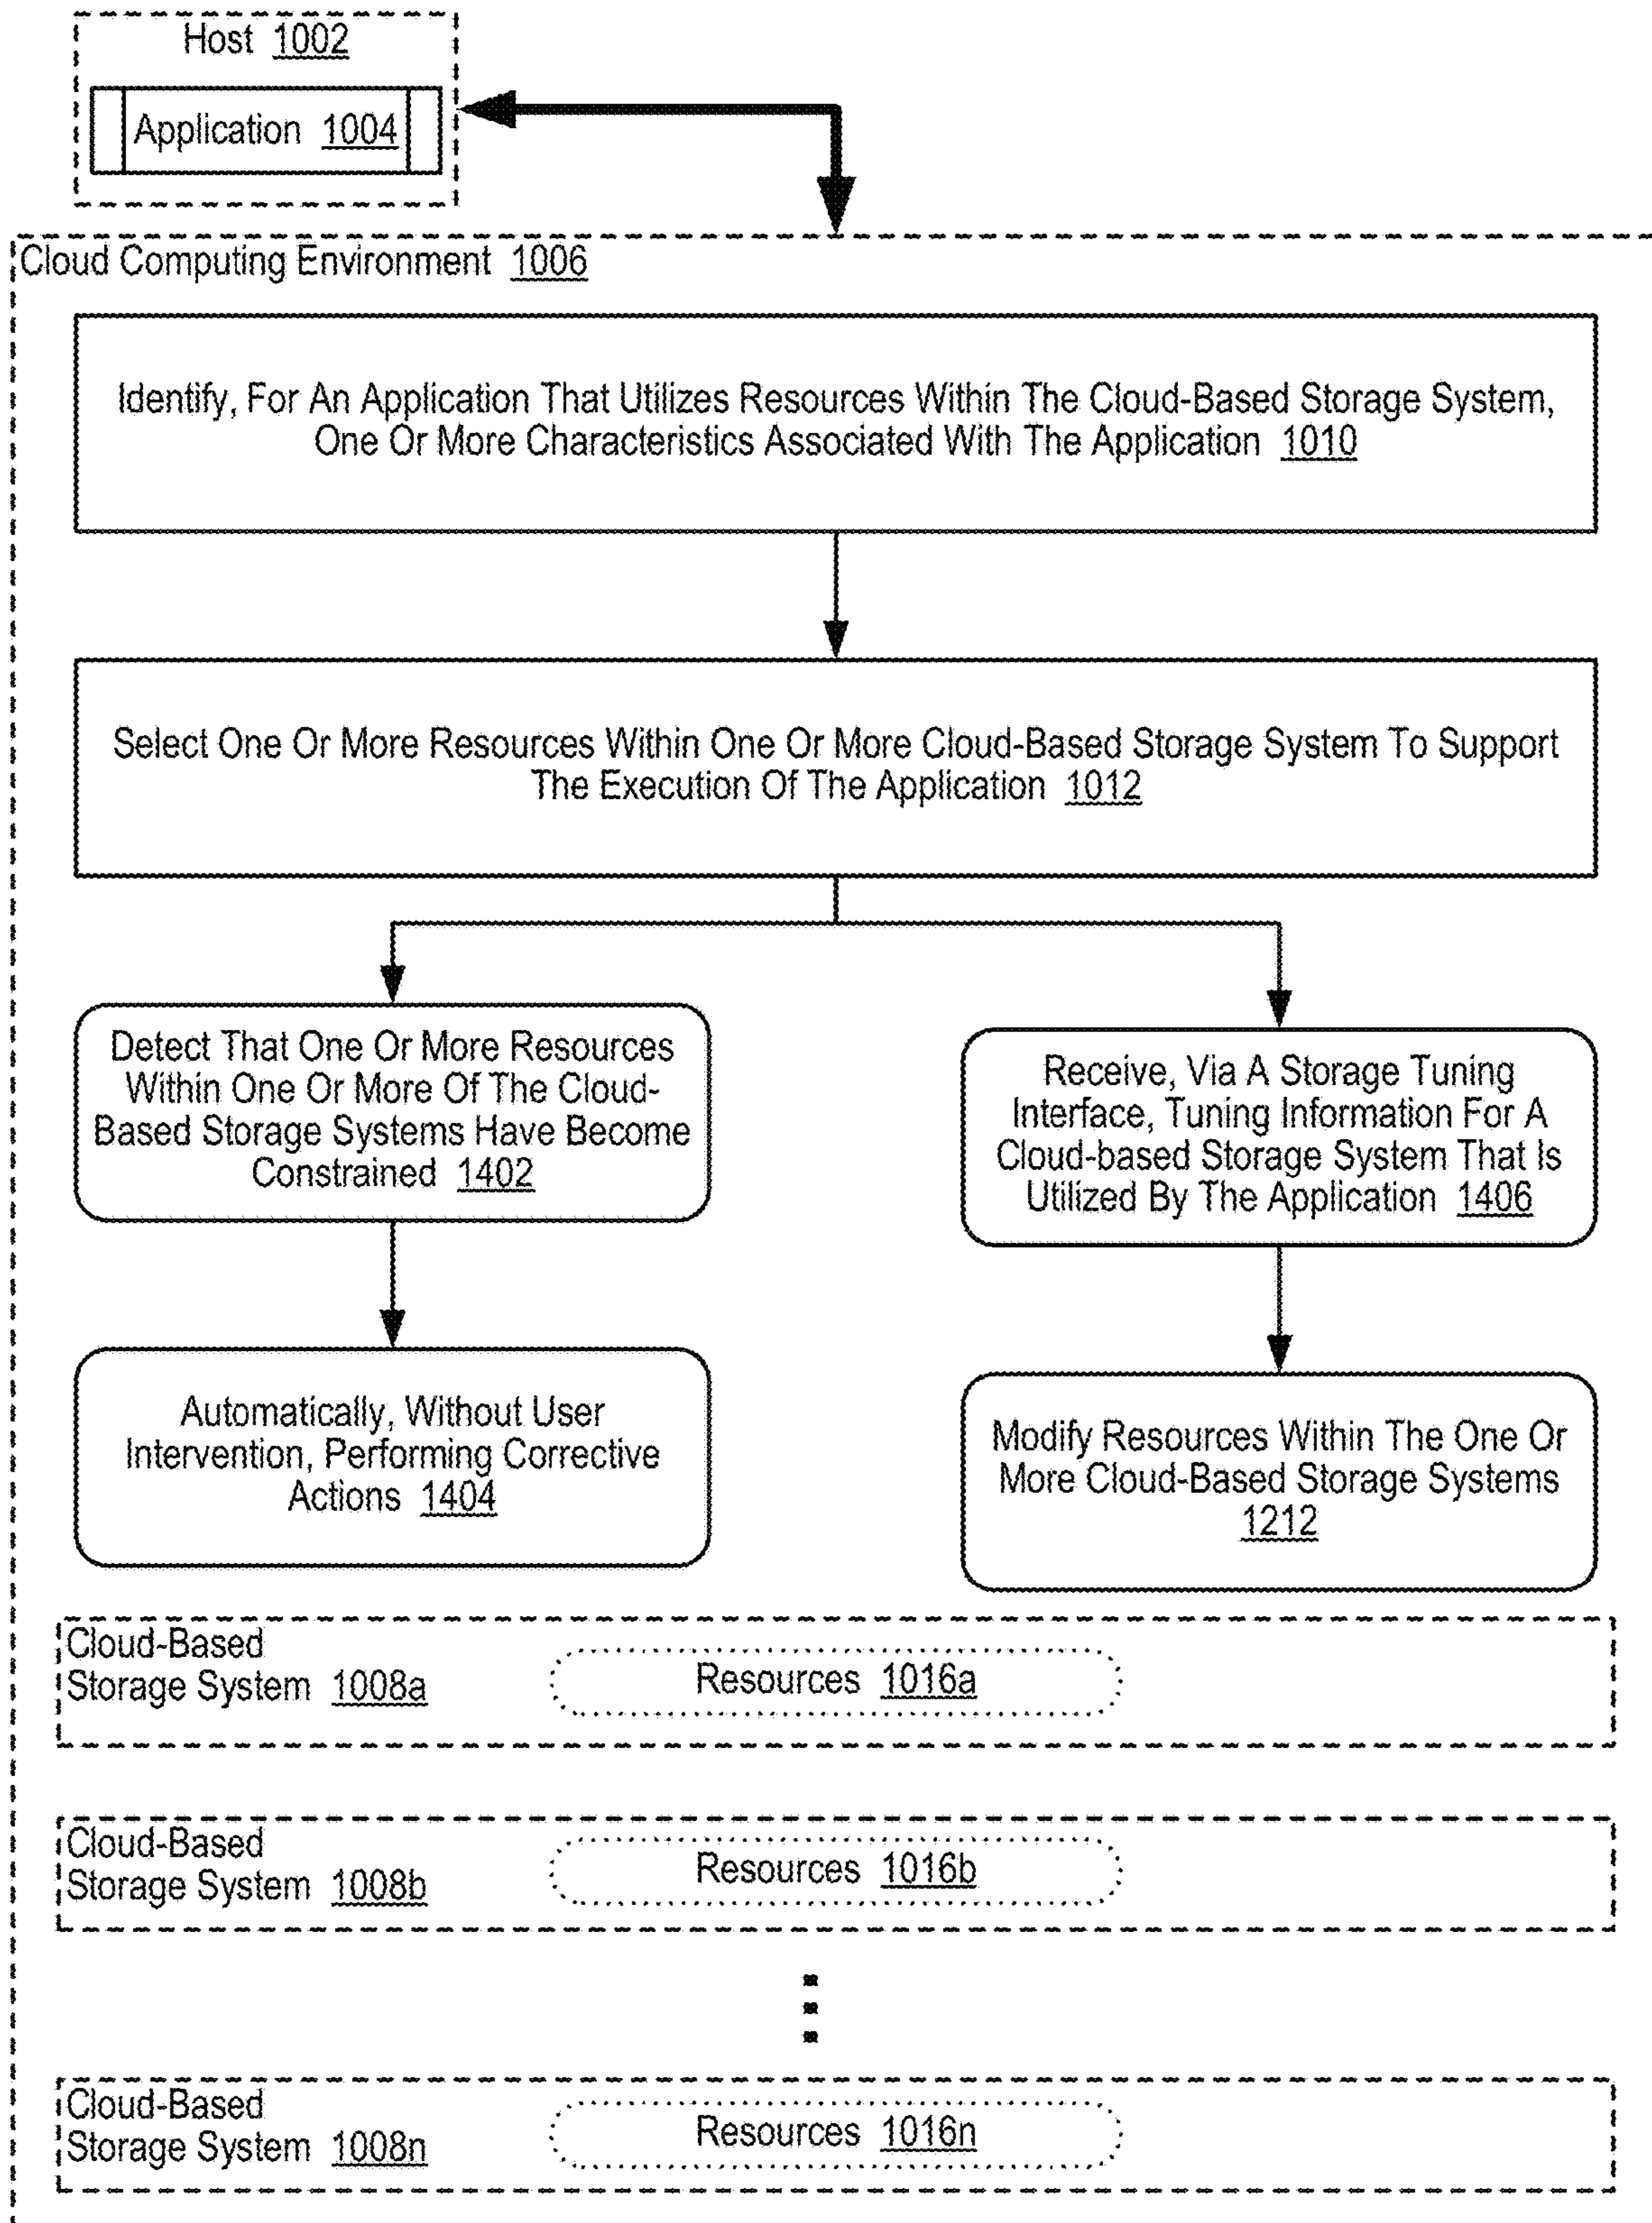 Host 1002
Application 1004
Cloud Computing Environment 1006
Identify, For An Application That Utilizes Resources Within The Cloud-Based Storage System,
One Or More Characteristics Associated With The Application 1010
Select One Or More Resources Within One Or More Cloud-Based Storage System To Support
The Execution Of The Application 1012
Detect That One Or More Resources
Within One Or More Of The Cloud-
Based Storage Systems Have Become
Constrained 1402
Receive, Via A Storage Tuning
Interface, Tuning Information For A
Cloud-based Storage System That Is
Utilized By The Application 1406
Automatically, Without User
Intervention, Performing Corrective
Actions 1404
Modify Resources Within The One Or
More Cloud-Based Storage Systems
1212
Cloud-Based
Storage System 1008a
Resources 1016a
Cloud-Based
Storage System 1008b
Resources 1016b
Cloud-Based
Storage System 1008n
Resources 1016n